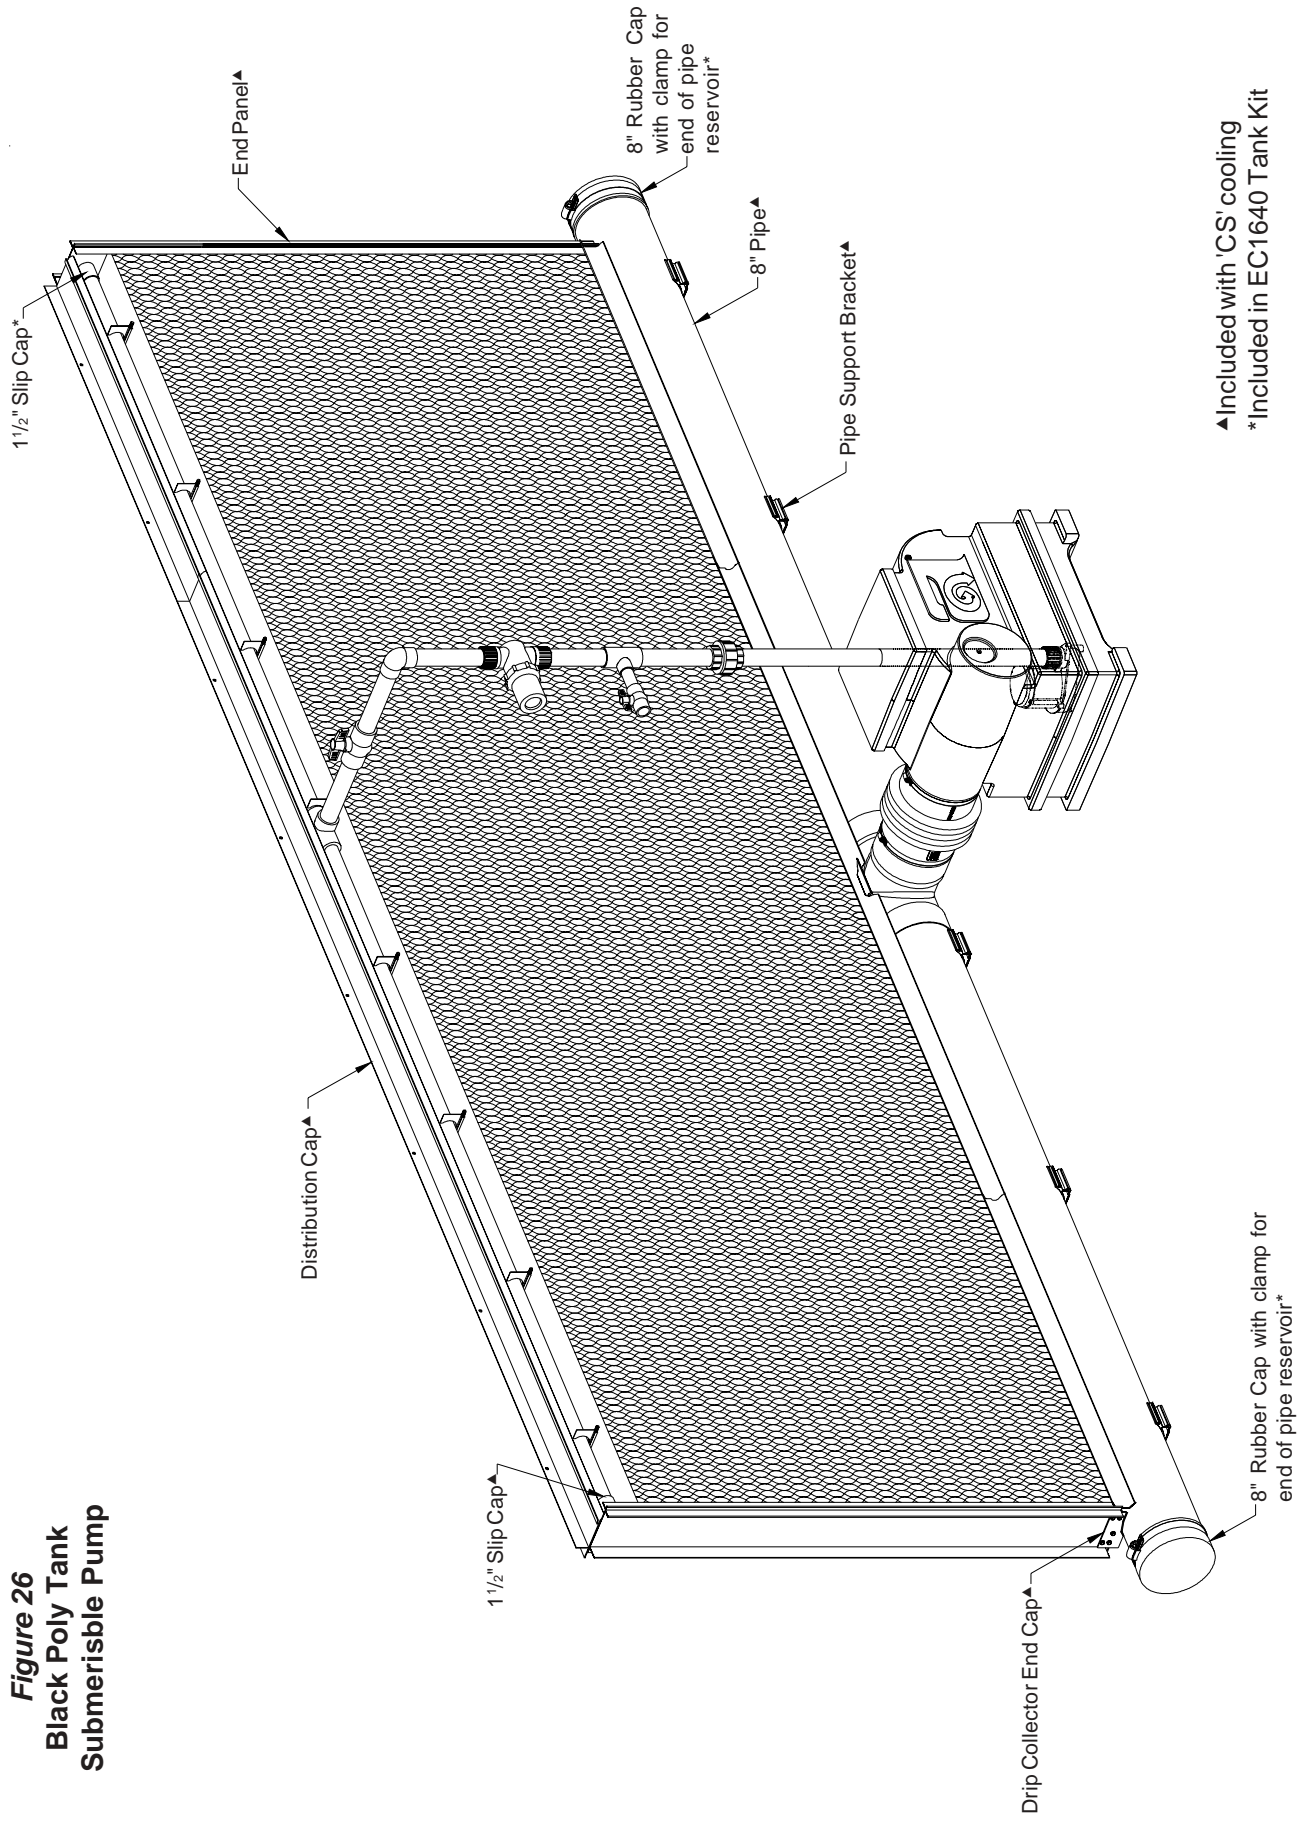 Figure 26
Black Poly Tank
Submerisble Pump
1 1/2" Slip Cap*
End Panel▲
8" Rubber Cap
with clamp for
end of pipe
reservoir*
8" Pipe▲
Pipe Support Bracket▲
Distribution Cap▲
1 1/2" Slip Cap▲
Drip Collector End Cap▲
8" Rubber Cap with clamp for
end of pipe reservoir*
▲Included with 'CS' cooling
*Included in EC1640 Tank Kit